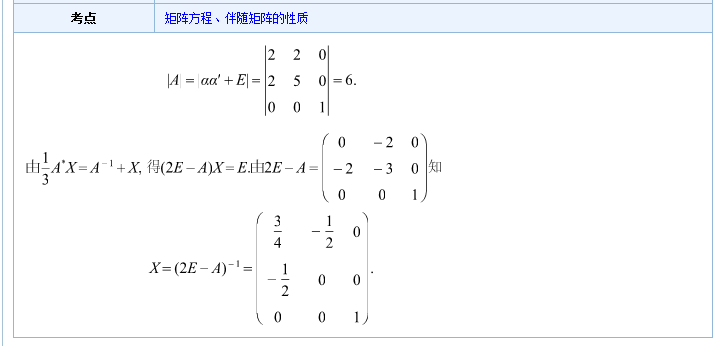 考点 矩阵方程、伴随矩阵的性质
|A| = |αα′ + E| = |2 2 0; 2 5 0; 0 0 1| = 6.
由 1/3 A*X = A⁻¹ + X, 得(2E − A)X = E.由2E − A = (0 −2 0; −2 −3 0; 0 0 1) 知
X = (2E − A)⁻¹ = (3/4 −1/2 0; −1/2 0 0; 0 0 1).